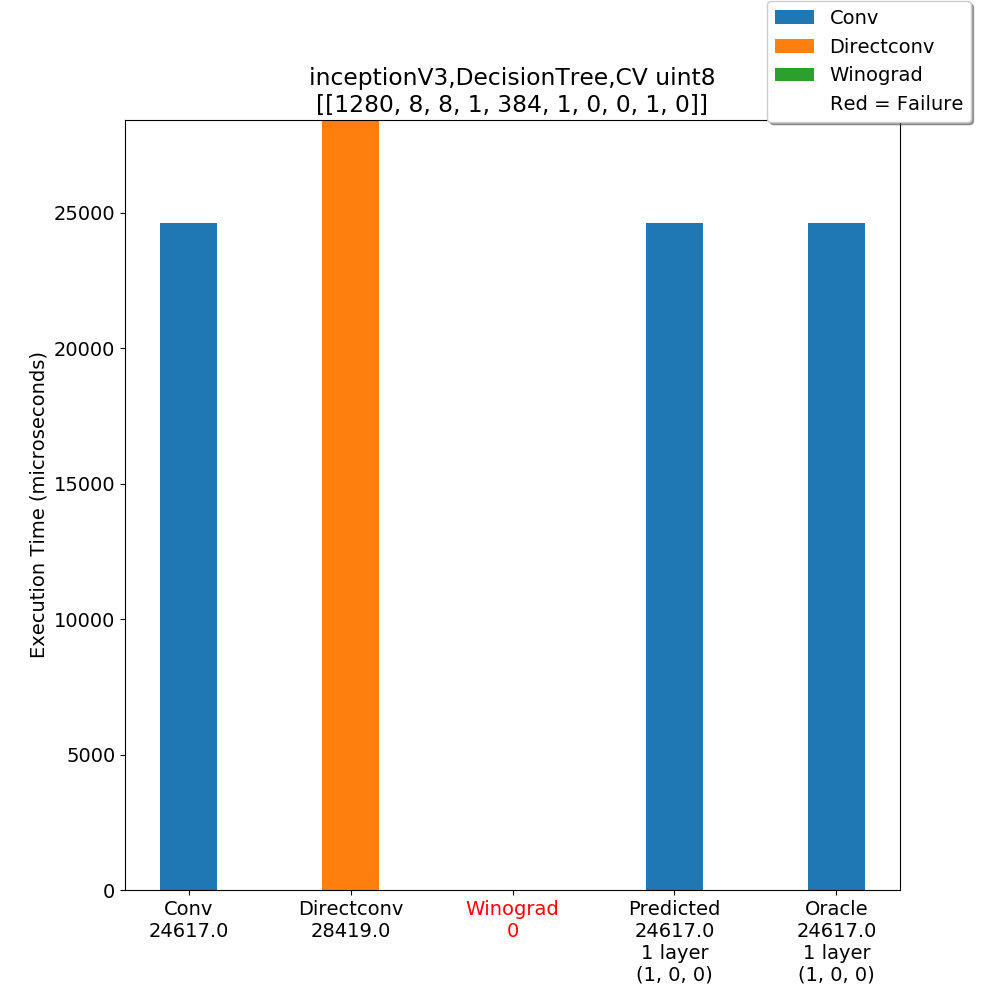 Conv
Directconv
Winograd
Red = Failure
inceptionV3,DecisionTree,CV uint8
[[1280, 8, 8, 1, 384, 1, 0, 0, 1, 0]]
Execution Time (microseconds)
25000
20000
15000
10000
5000
0
Conv
24617.0
Directconv
28419.0
Winograd
0
Predicted
24617.0
1 layer
(1, 0, 0)
Oracle
24617.0
1 layer
(1, 0, 0)